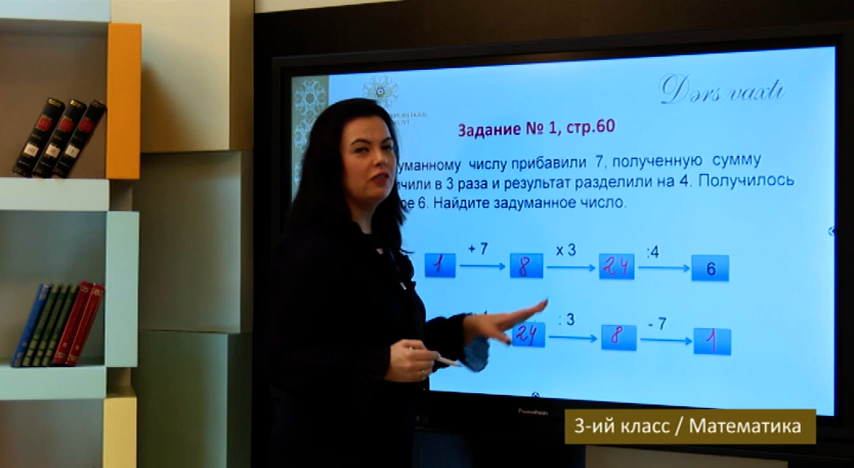 Dərs vaxtı
Задание № 1, стр.60
числу прибавили 7, полученную сумму
в 3 раза и результат разделили на 4. Получилось
6. Найдите задуманное число.
+ 7 x 3 :4
1 8 24 6
: 3 - 7
24 8 1
Promethean
3-ий класс / Математика